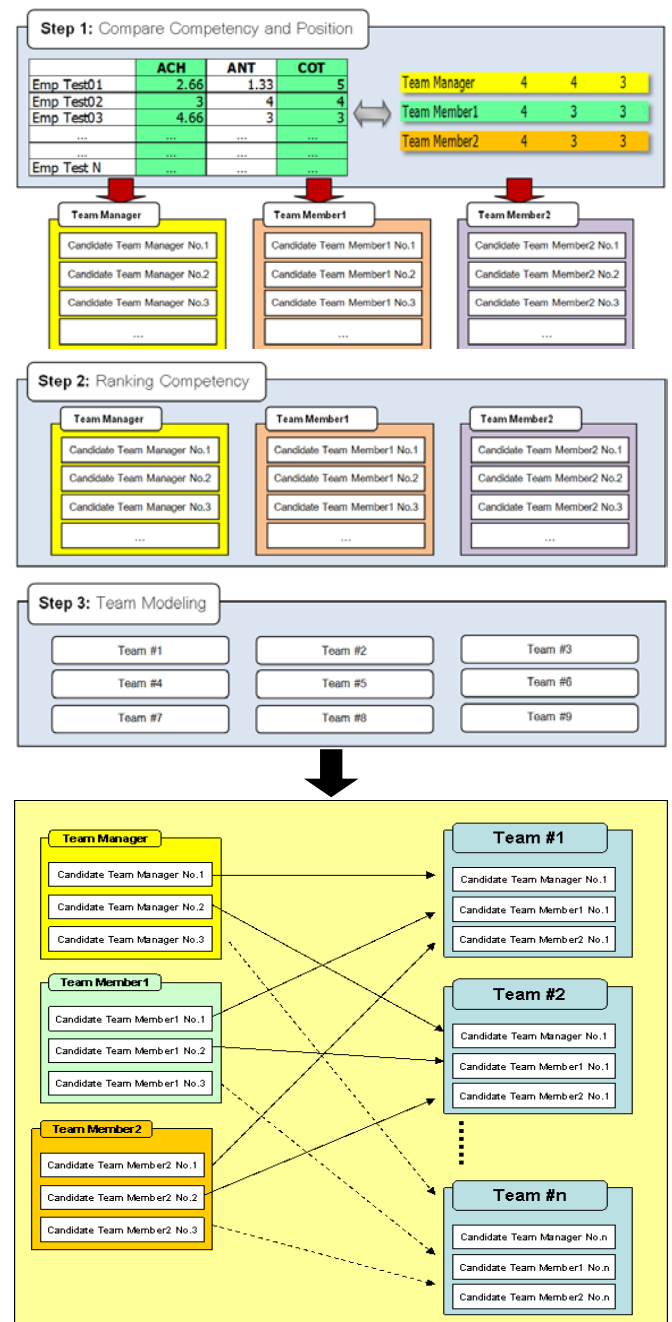 Step 1: Compare Competency and Position
ACH ANT COT
Emp Test01 2.66 1.33 5
Emp Test02 3 4 4
Emp Test03 4.66 3 3
... ... ... ...
... ... ... ...
Emp Test N ... ... ...
Team Manager 4 4 3
Team Member1 4 3 3
Team Member2 4 3 3
Team Manager
Candidate Team Manager No.1
Candidate Team Manager No.2
Candidate Team Manager No.3
...
Team Member1
Candidate Team Member1 No.1
Candidate Team Member1 No.2
Candidate Team Member1 No.3
...
Team Member2
Candidate Team Member2 No.1
Candidate Team Member2 No.2
Candidate Team Member2 No.3
...
Step 2: Ranking Competency
Team Manager
Candidate Team Manager No.1
Candidate Team Manager No.2
Candidate Team Manager No.3
...
Team Member1
Candidate Team Member1 No.1
Candidate Team Member1 No.2
Candidate Team Member1 No.3
...
Team Member2
Candidate Team Member2 No.1
Candidate Team Member2 No.2
Candidate Team Member2 No.3
...
Step 3: Team Modeling
Team #1 Team #2 Team #3
Team #4 Team #5 Team #6
Team #7 Team #8 Team #9
Team Manager
Candidate Team Manager No.1
Candidate Team Manager No.2
Candidate Team Manager No.3
Team Member1
Candidate Team Member1 No.1
Candidate Team Member1 No.2
Candidate Team Member1 No.3
Team Member2
Candidate Team Member2 No.1
Candidate Team Member2 No.2
Candidate Team Member2 No.3
Team #1
Candidate Team Manager No.1
Candidate Team Member1 No.1
Candidate Team Member2 No.1
Team #2
Candidate Team Manager No.1
Candidate Team Member1 No.1
Candidate Team Member2 No.1
Team #n
Candidate Team Manager No.n
Candidate Team Member1 No.n
Candidate Team Member2 No.n